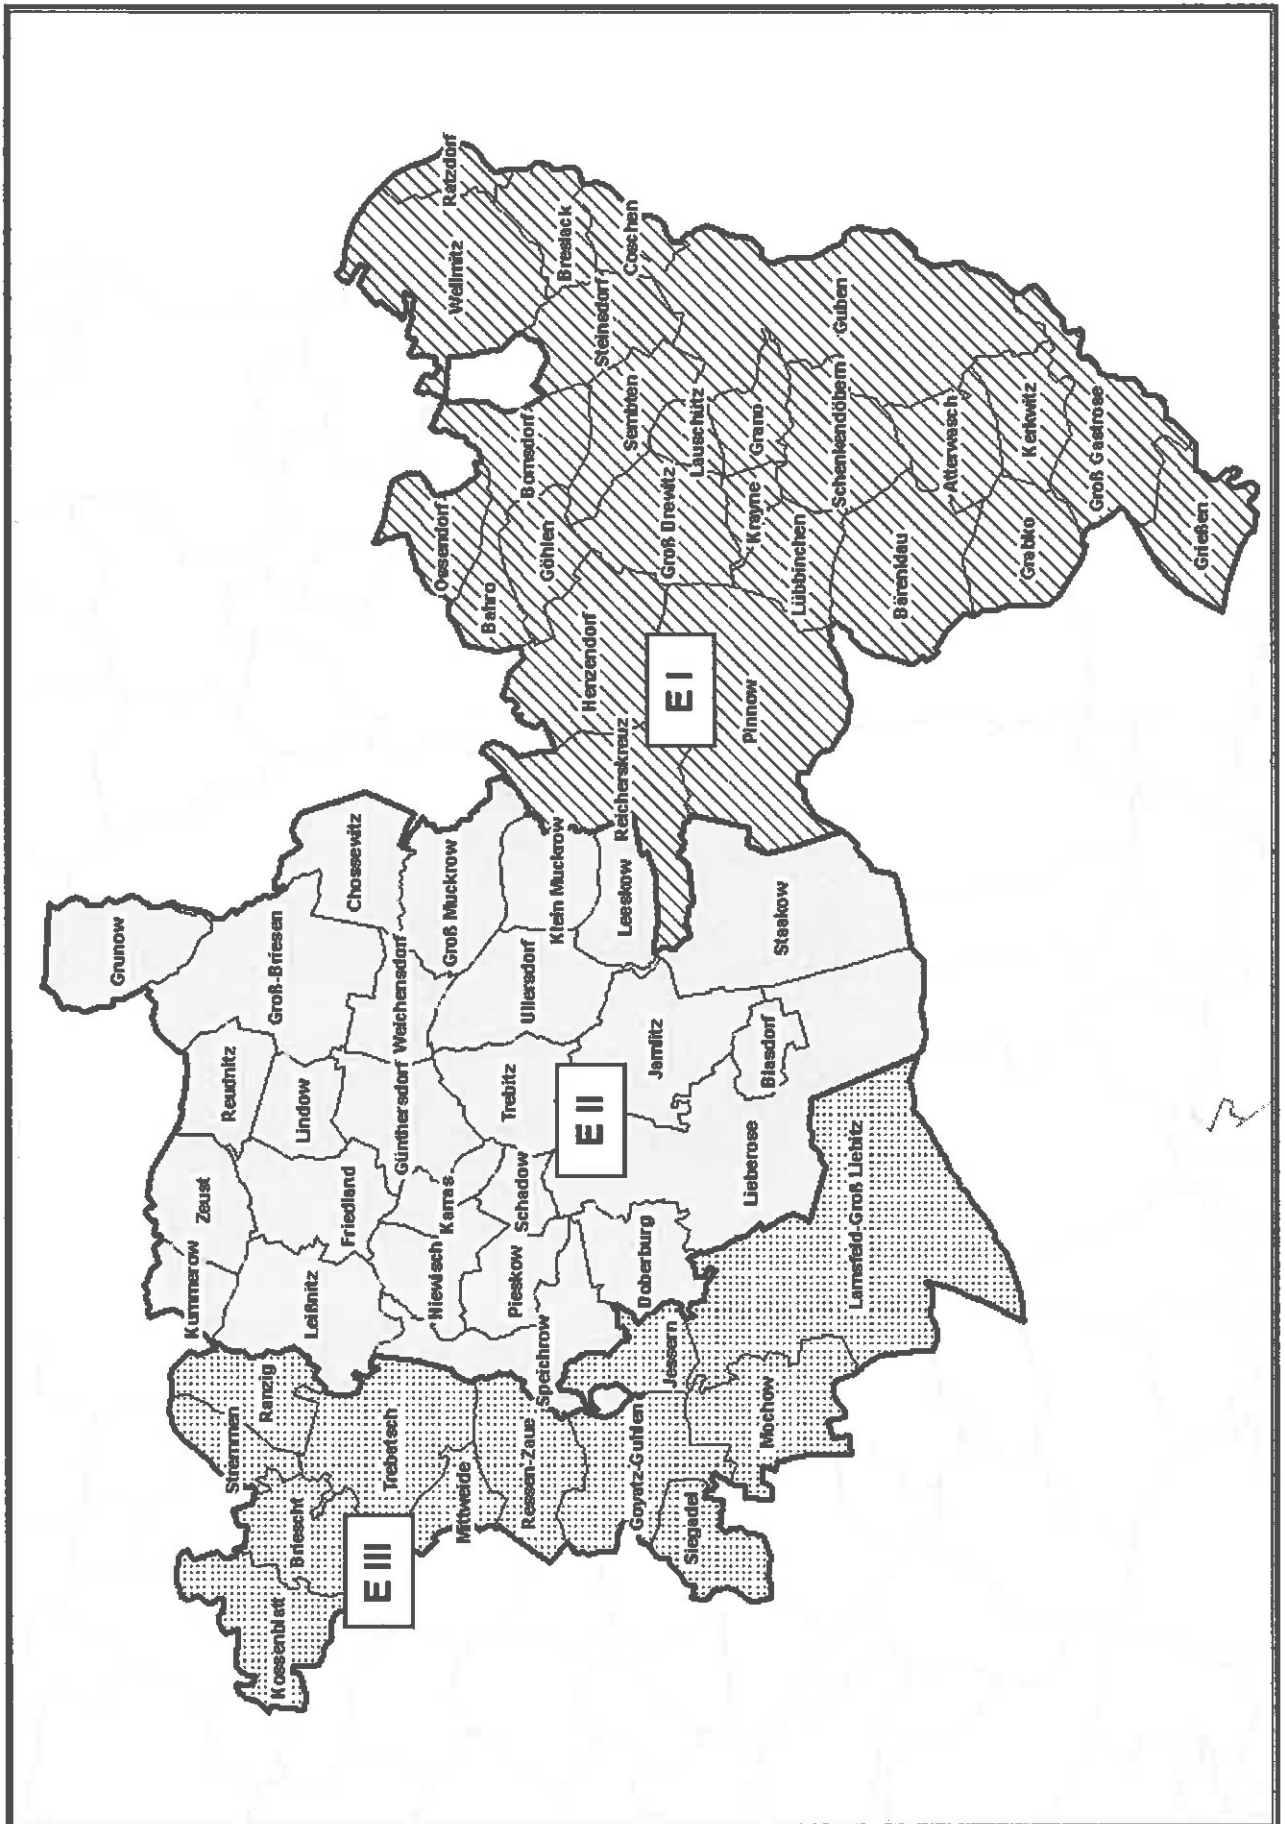 Grunow
Chossewitz
Groß-Briesen
Reudnitz
Lindow
Weichensdorf
Groß Muckrow
Klein Muckrow
Leeskow
Ullersdorf
Günthersdorf
Zeust
Kummerow
Friedland
Leißnitz
Karras
Niewisch
Trebitz
Schadow
Pieskow
Speichrow
E II
Jamlitz
Staakow
Blasdorf
Lieberose
Doberburg
Lamsfeld-Groß Liebitz
Jessern
Mochow
Goyatz-Guhlen
Siegadel
Ressen-Zaue
Mittweide
Trebatsch
Ranzig
Stremmen
Briescht
Kossenblatt
E III
Ratzdorf
Wellmitz
Breslack
Coschen
Steinsdorf
Bomsdorf
Sembten
Ossendorf
Göhlen
Bahro
Lauschütz
Grano
Groß Drewitz
Krayne
Henzendorf
Reicherskreuz
E I
Pinnow
Lübbinchen
Schenkendöbern
Guben
Bärenklau
Atterwasch
Kerkwitz
Grabko
Groß Gastrose
Grießen